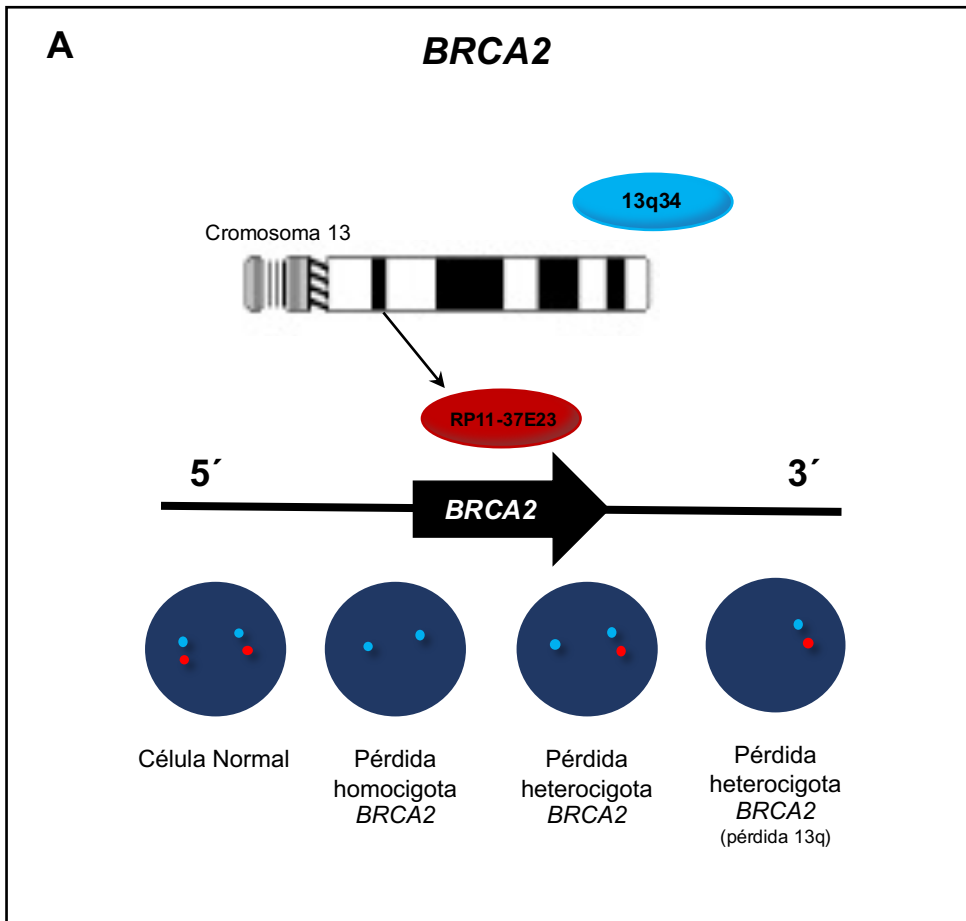 A
BRCA2
13q34
Cromosoma 13
RP11-37E23
5´
3´
BRCA2
Célula Normal
Pérdida
homocigota
BRCA2
Pérdida
heterocigota
BRCA2
Pérdida
heterocigota
BRCA2
(pérdida 13q)